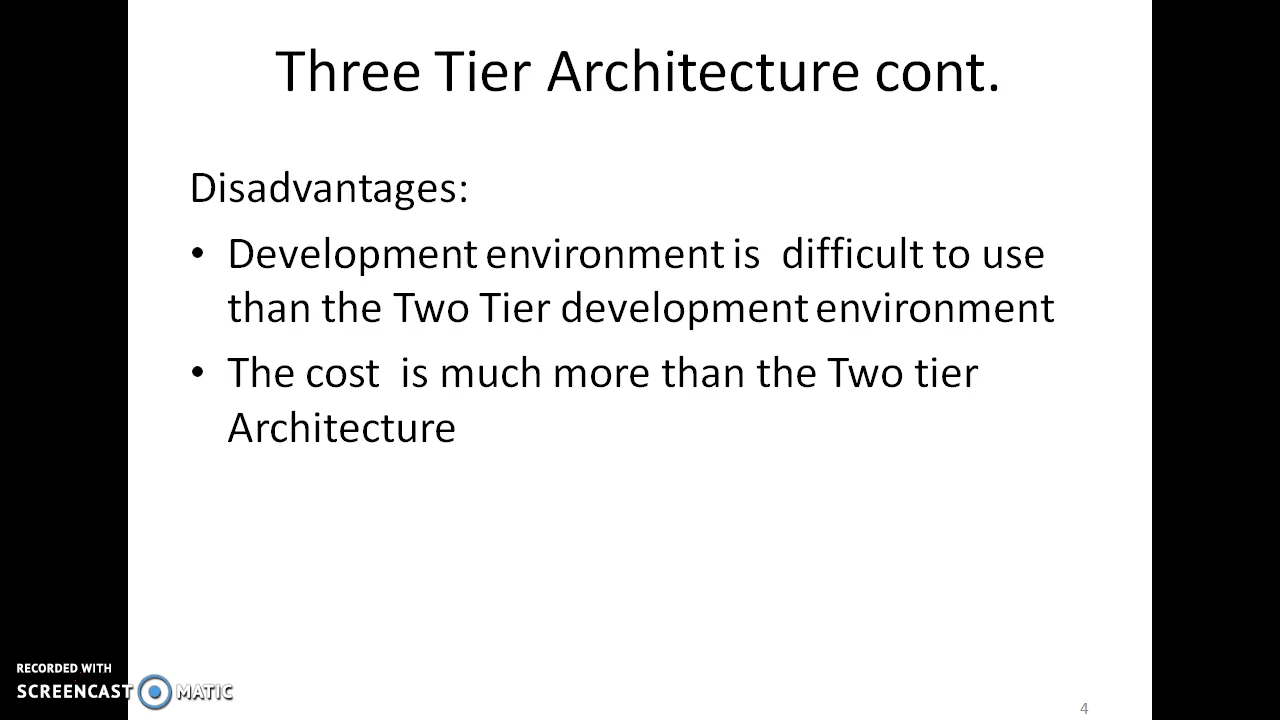 Three Tier Architecture cont.
Disadvantages:
• Development environment is  difficult to use
than the Two Tier development environment
• The cost  is much more than the Two tier
Architecture
RECORDED WITH
SCREENCAST MATIC
4